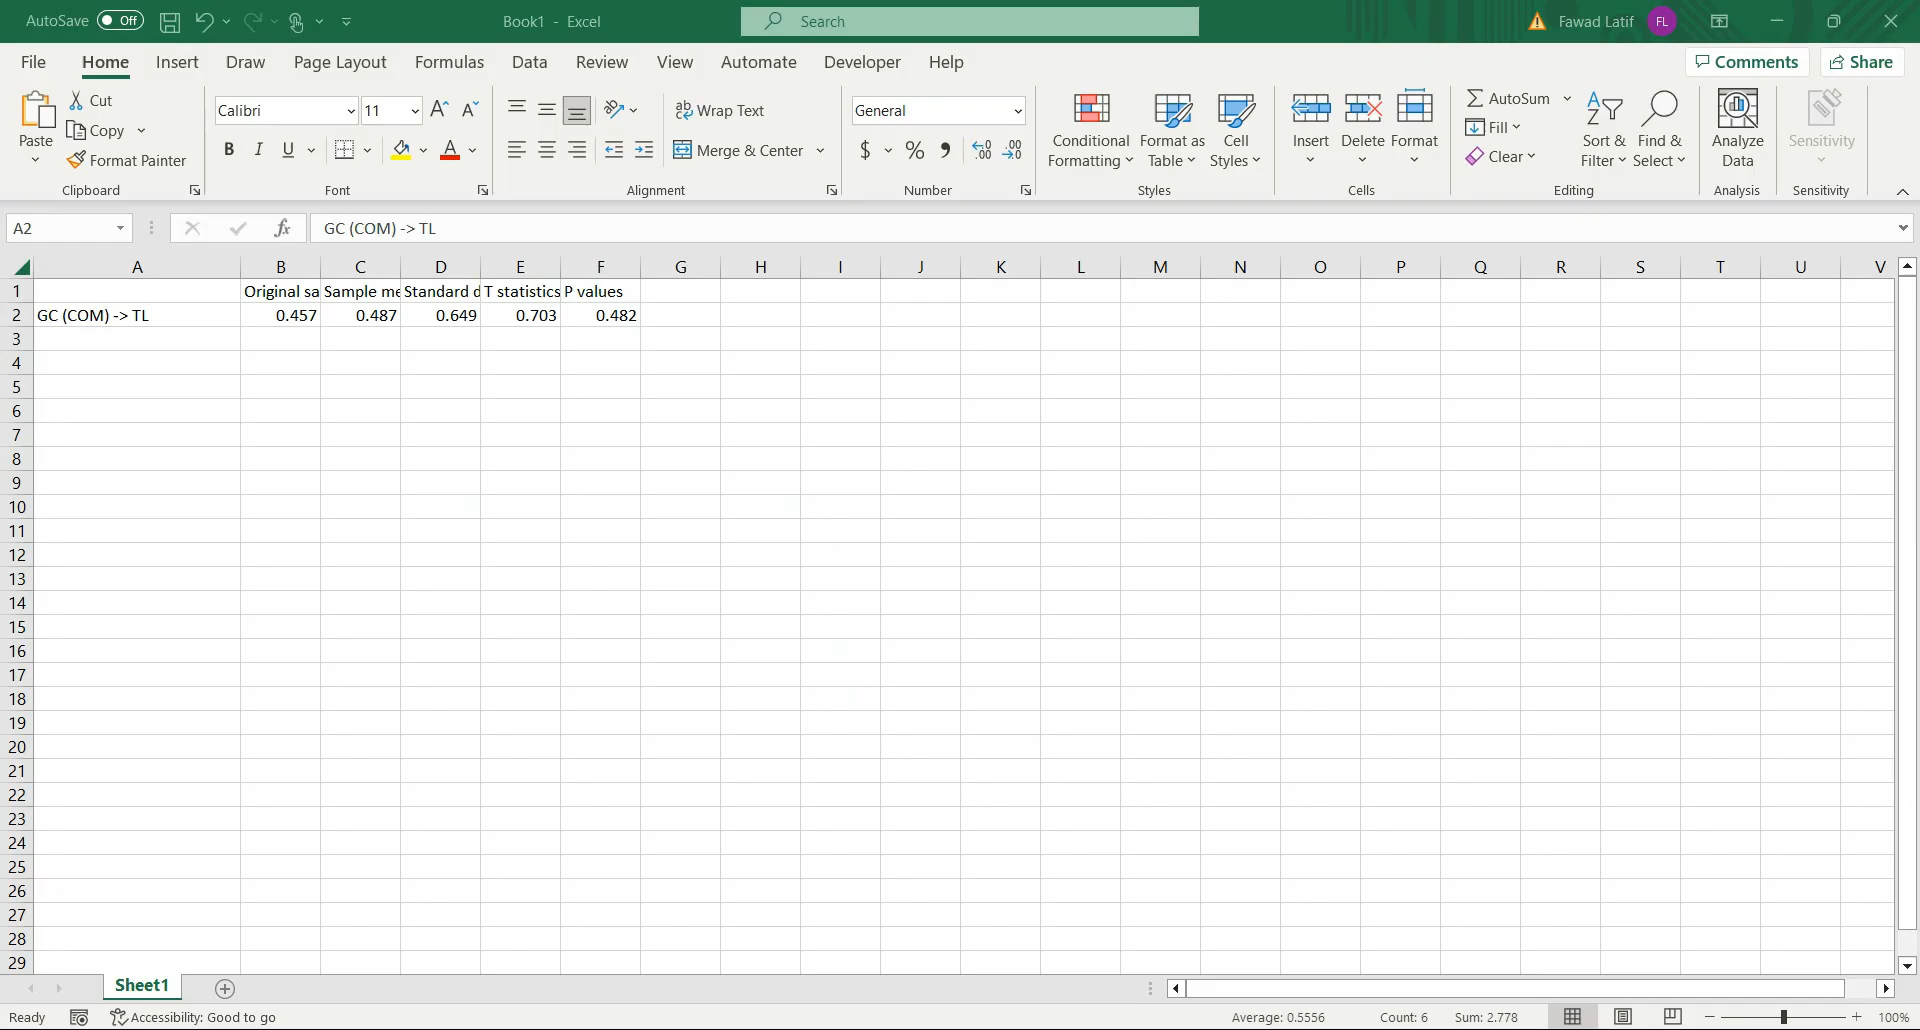 AutoSave Off Book1 - Excel Search Fawad Latif FL
File Home Insert Draw Page Layout Formulas Data Review View Automate Developer Help Comments Share
Paste
Cut
Copy
Format Painter
Clipboard
Calibri 11
B I U A
Font
Wrap Text
Merge & Center
Alignment
General
$ %
Number
Conditional
Formatting
Format as
Table
Cell
Styles
Styles
Insert Delete Format
Cells
AutoSum
Fill
Clear
Sort &
Filter
Find &
Select
Editing
Analyze
Data
Analysis
Sensitivity
Sensitivity
A2 fx GC (COM) -> TL
A B C D E F G H I J K L M N O P Q R S T U V
1 Original sa Sample me Standard d T statistics P values
2 GC (COM) -> TL 0.457 0.487 0.649 0.703 0.482
3
4
5
6
7
8
9
10
11
12
13
14
15
16
17
18
19
20
21
22
23
24
25
26
27
28
29
Sheet1
Ready Accessibility: Good to go Average: 0.5556 Count: 6 Sum: 2.778 100%